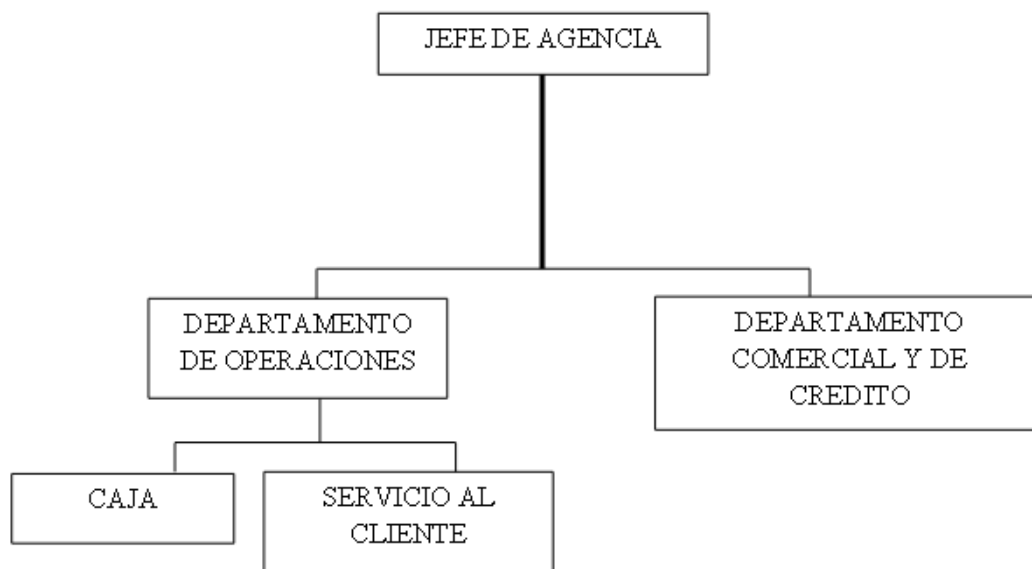 JEFE DE AGENCIA
DEPARTAMENTO
DE OPERACIONES
DEPARTAMENTO
COMERCIAL Y DE
CREDITO
CAJA
SERVICIO AL
CLIENTE